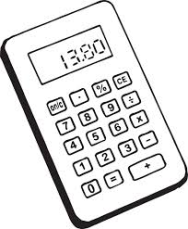 13.80
on/c · % CE
7 8 9 ÷
4 5 6 x
1 2 3 -
0 = +